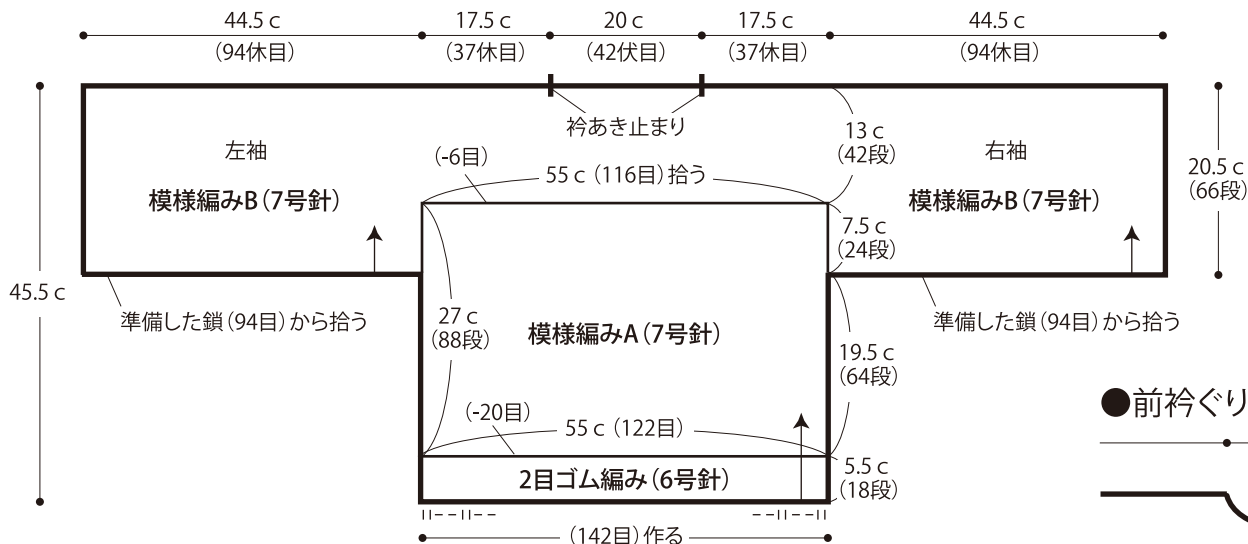 44.5 c
17.5 c
20 c
17.5 c
44.5 c
(94休目)
(37休目)
(42伏目)
(37休目)
(94休目)
衿あき止まり
13 c
(42段)
左袖
(-6目)
右袖
20.5 c
(66段)
55 c (116目) 拾う
模様編みB (7号針)
模様編みB (7号針)
7.5 c
(24段)
45.5 c
準備した鎖 (94目) から拾う
27 c
(88段)
模様編みA (7号針)
準備した鎖 (94目) から拾う
19.5 c
(64段)
●前衿ぐり
(-20目)
55 c (122目)
2目ゴム編み (6号針)
5.5 c
(18段)
(142目) 作る